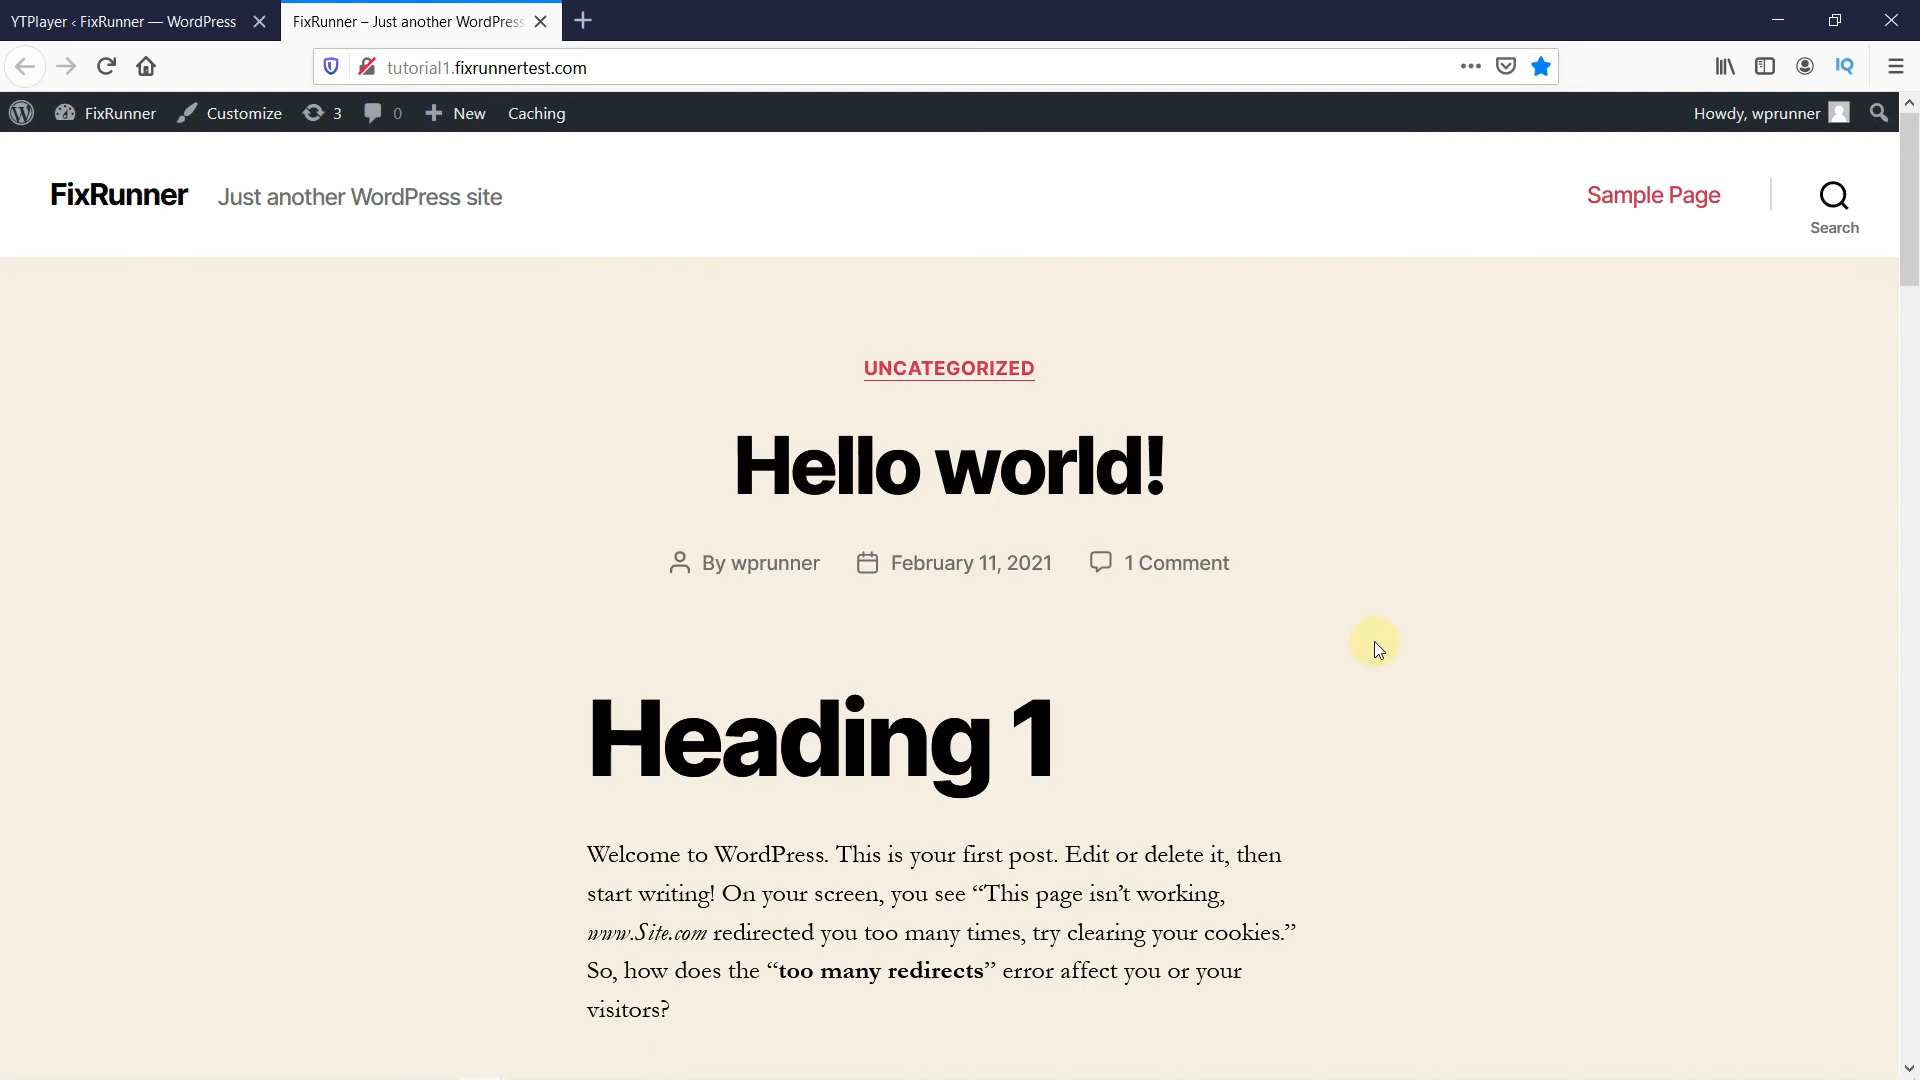 YTPlayer ‹ FixRunner — WordPress
FixRunner – Just another WordPress
tutorial1.fixrunnertest.com
IQ
FixRunner Customize 3 0 New Caching Howdy, wprunner
FixRunner Just another WordPress site Sample Page
Search
UNCATEGORIZED
Hello world!
By wprunner February 11, 2021 1 Comment
Heading 1
Welcome to WordPress. This is your first post. Edit or delete it, then
start writing! On your screen, you see “This page isn’t working,
www.Site.com redirected you too many times, try clearing your cookies.”
So, how does the “too many redirects” error affect you or your
visitors?